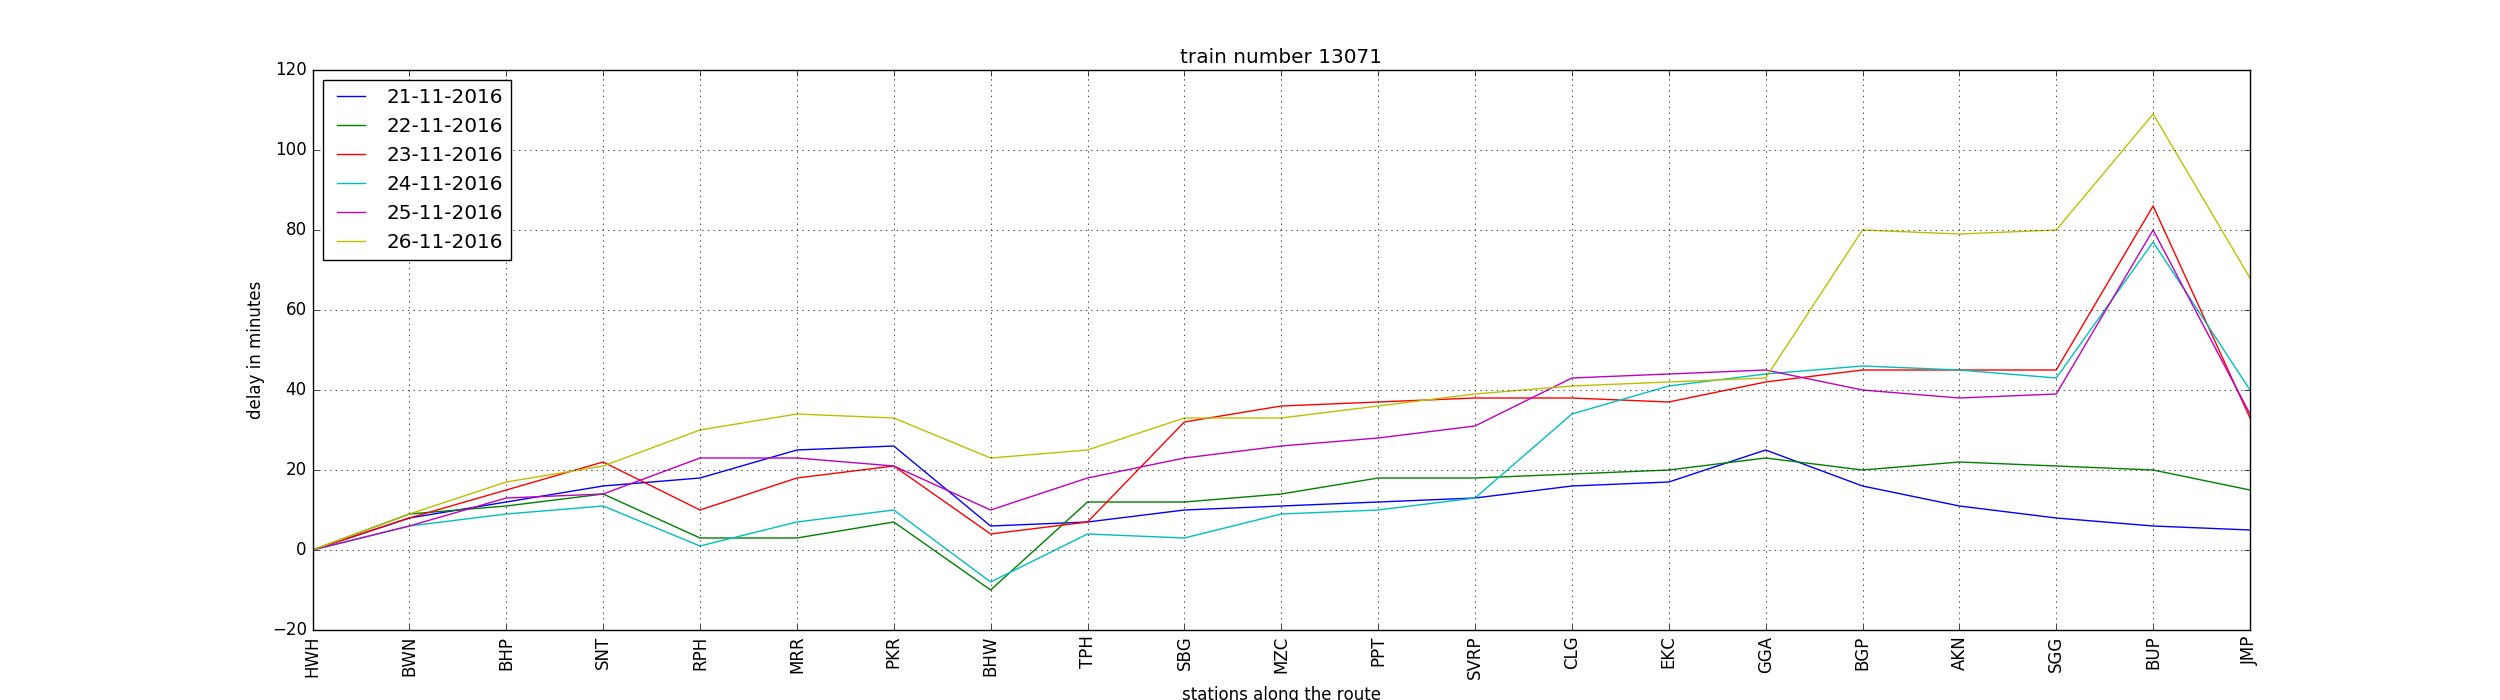 train number 13071
120
100
80
60
40
20
0
−20
delay in minutes
21-11-2016
22-11-2016
23-11-2016
24-11-2016
25-11-2016
26-11-2016
HWH
BWN
BHP
SNT
RPH
MRR
PKR
BHW
TPH
SBG
MZC
PPT
SVRP
CLG
EKC
GGA
BGP
AKN
SGG
BUP
JMP
stations along the route